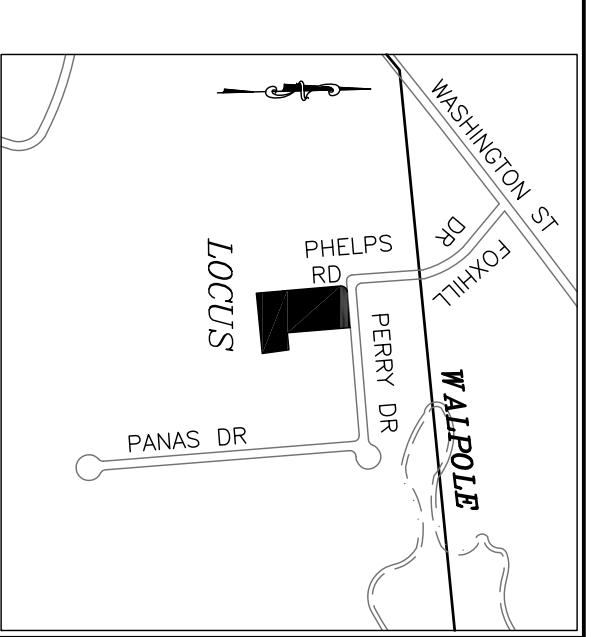 WASHINGTON ST
FOXHILL
DR
PHELPS
RD
LOCUS
PERRY DR
WALPOLE
PANAS DR